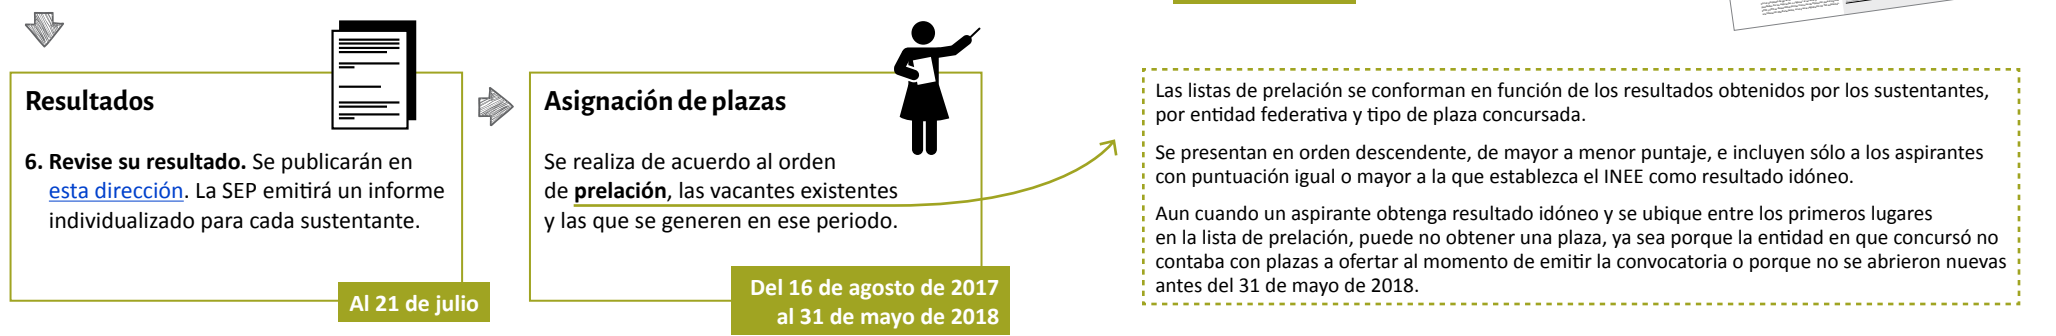 Resultados
6. Revise su resultado. Se publicarán en
esta dirección. La SEP emitirá un informe
individualizado para cada sustentante.
Al 21 de julio
Asignación de plazas
Se realiza de acuerdo al orden
de prelación, las vacantes existentes
y las que se generen en ese periodo.
Del 16 de agosto de 2017
al 31 de mayo de 2018
Las listas de prelación se conforman en función de los resultados obtenidos por los sustentantes,
por entidad federativa y tipo de plaza concursada.
Se presentan en orden descendente, de mayor a menor puntaje, e incluyen sólo a los aspirantes
con puntuación igual o mayor a la que establezca el INEE como resultado idóneo.
Aun cuando un aspirante obtenga resultado idóneo y se ubique entre los primeros lugares
en la lista de prelación, puede no obtener una plaza, ya sea porque la entidad en que concursó no
contaba con plazas a ofertar al momento de emitir la convocatoria o porque no se abrieron nuevas
antes del 31 de mayo de 2018.